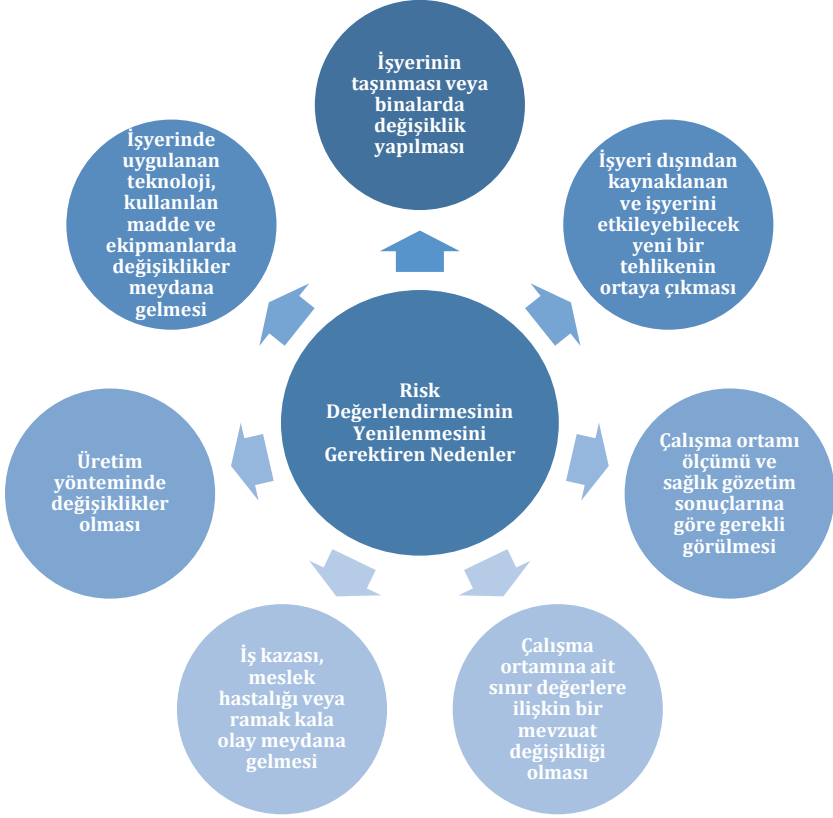 İşyerinin
taşınması veya
binalarda
değişiklik
yapılması
İşyerinde
uygulanan
teknoloji,
kullanılan
madde ve
ekipmanlarda
değişiklikler
meydana
gelmesi
İşyeri dışından
kaynaklanan
ve işyerini
etkileyebilecek
yeni bir
tehlikenin
ortaya çıkması
Risk
Değerlendirmesinin
Yenilenmesini
Gerektiren Nedenler
Üretim
yönteminde
değişiklikler
olması
Çalışma ortamı
ölçümü ve
sağlık gözetim
sonuçlarına
göre gerekli
görülmesi
İş kazası,
meslek
hastalığı veya
ramak kala
olay meydana
gelmesi
Çalışma
ortamına ait
sınır değerlere
ilişkin bir
mevzuat
değişikliği
olması